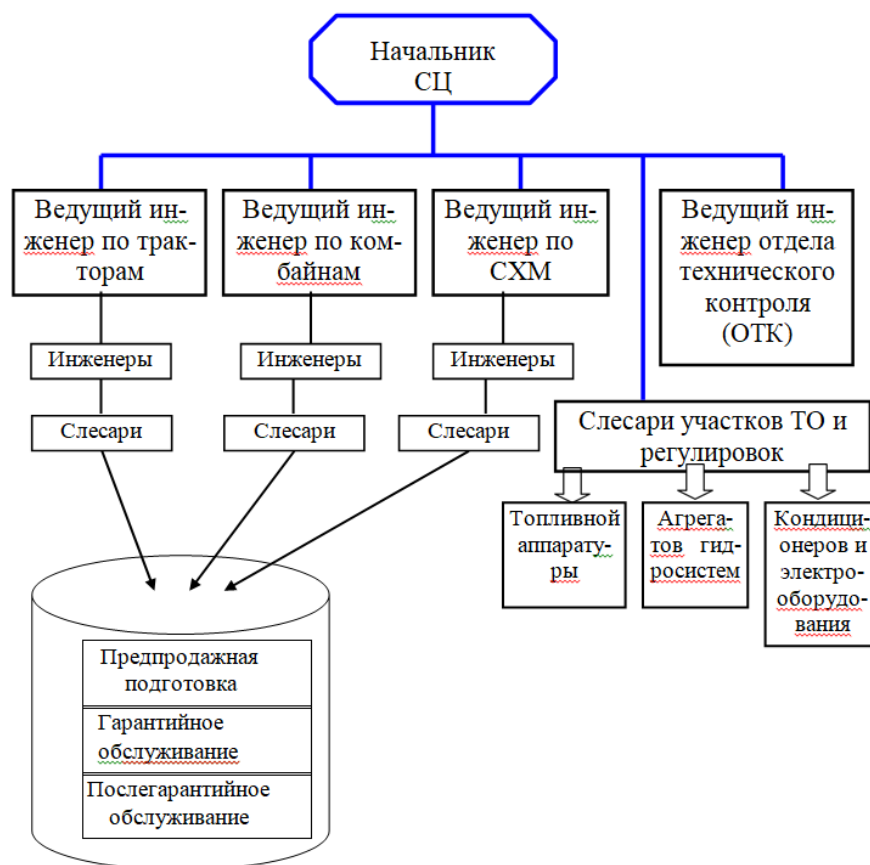 Начальник
СЦ
Ведущий ин-
женер по трак-
торам
Ведущий ин-
женер по ком-
байнам
Ведущий ин-
женер по
СХМ
Ведущий ин-
женер отдела
технического
контроля
(ОТК)
Инженеры
Инженеры
Инженеры
Слесари
Слесари
Слесари
Слесари участков ТО и
регулировок
Топливной
аппарату-
ры
Агрега-
тов гид-
росистем
Кондици-
онеров и
электро-
оборудо-
вания
Предпродажная
подготовка
Гарантийное
обслуживание
Послегарантийное
обслуживание